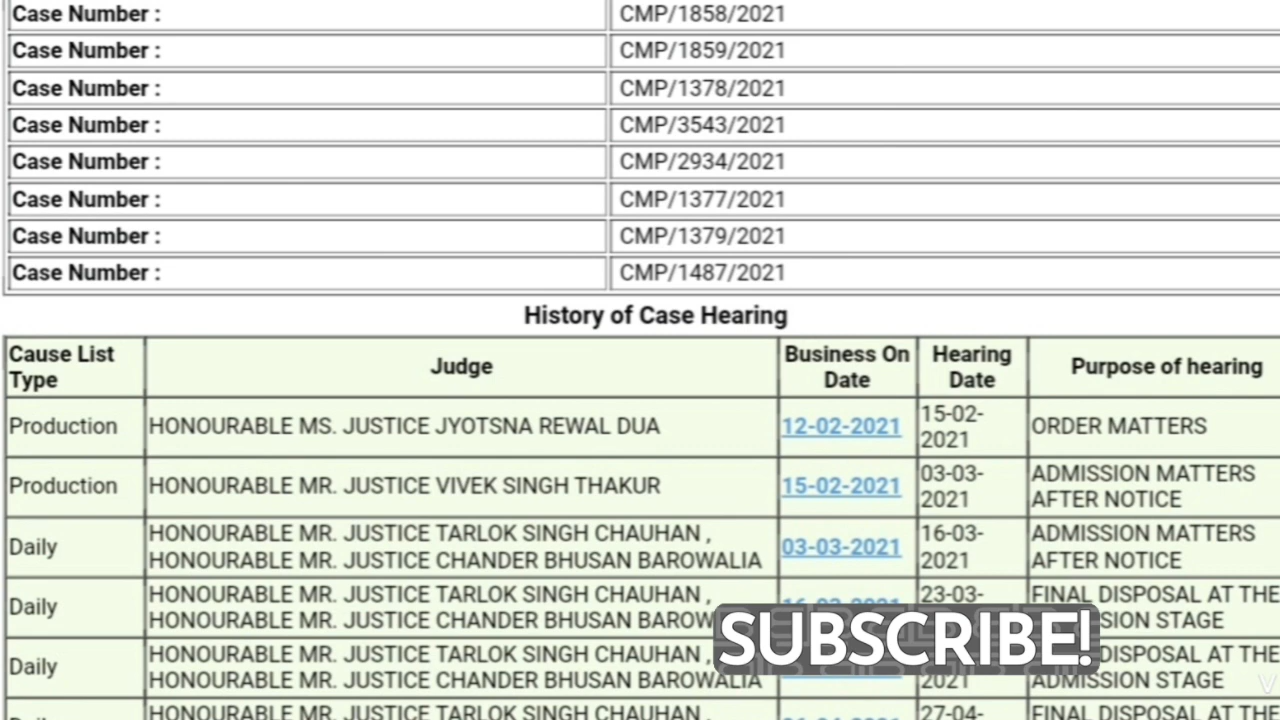 Case Number : CMP/1858/2021
Case Number : CMP/1859/2021
Case Number : CMP/1378/2021
Case Number : CMP/3543/2021
Case Number : CMP/2934/2021
Case Number : CMP/1377/2021
Case Number : CMP/1379/2021
Case Number : CMP/1487/2021
History of Case Hearing
Cause List Type Judge Business On Date Hearing Date Purpose of hearing
Production HONOURABLE MS. JUSTICE JYOTSNA REWAL DUA 12-02-2021 15-02-2021 ORDER MATTERS
Production HONOURABLE MR. JUSTICE VIVEK SINGH THAKUR 15-02-2021 03-03-2021 ADMISSION MATTERS AFTER NOTICE
Daily HONOURABLE MR. JUSTICE TARLOK SINGH CHAUHAN , HONOURABLE MR. JUSTICE CHANDER BHUSAN BAROWALIA 03-03-2021 16-03-2021 ADMISSION MATTERS AFTER NOTICE
Daily HONOURABLE MR. JUSTICE TARLOK SINGH CHAUHAN , HONOURABLE MR. JUSTICE CHANDER BHUSAN 23-03- FINAL DISPOSAL AT THE STAGE
SUBSCRIBE!
Daily HONOURABLE MR. JUSTICE TARLOK SINGH CHAUHAN , HONOURABLE MR. JUSTICE CHANDER BHUSAN BAROWALIA 2021 DISPOSAL AT THE ADMISSION STAGE
HONOURABLE MR. JUSTICE TARLOK SINGH CHAUHAN , 27-04- FINAL DISPOSAL AT THE